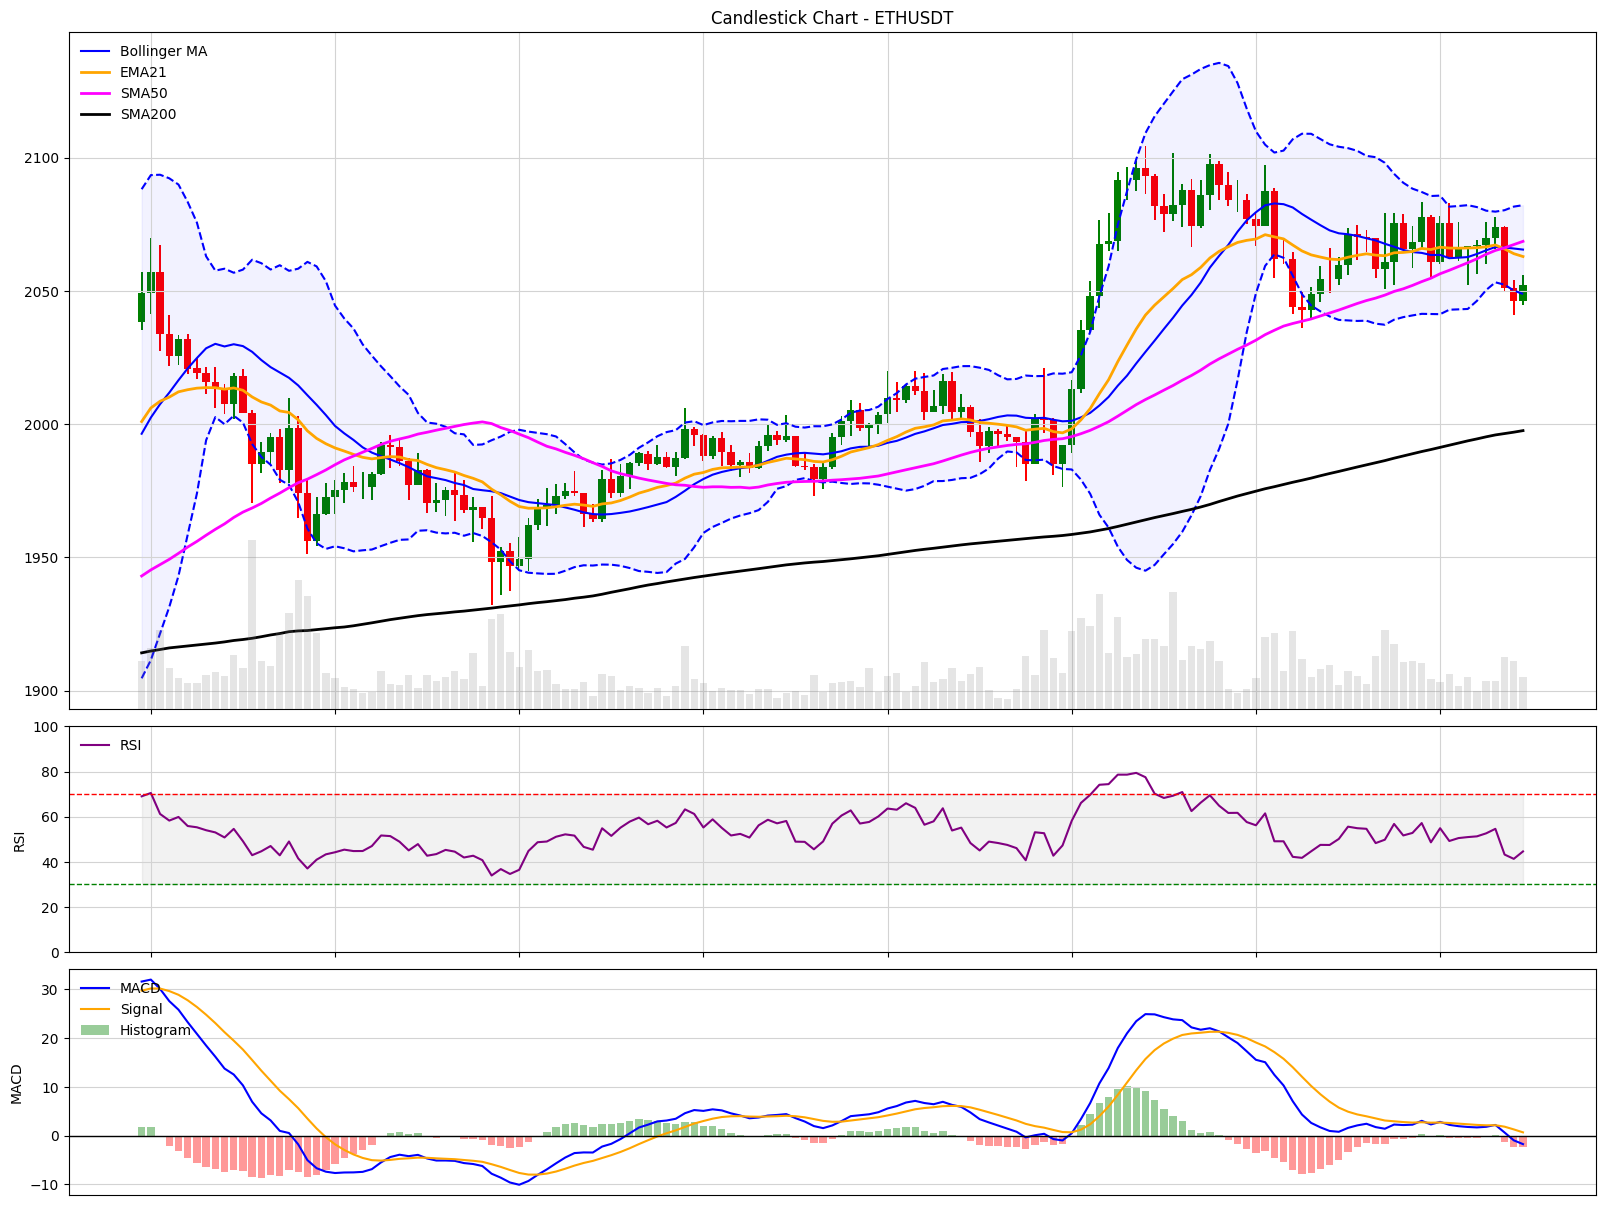 Candlestick Chart - ETHUSDT
Bollinger MA
EMA21
SMA50
SMA200
2100
2050
2000
1950
1900
100
80
60
40
20
0
RSI
RSI
30
20
10
0
−10
MACD
MACD
Signal
Histogram